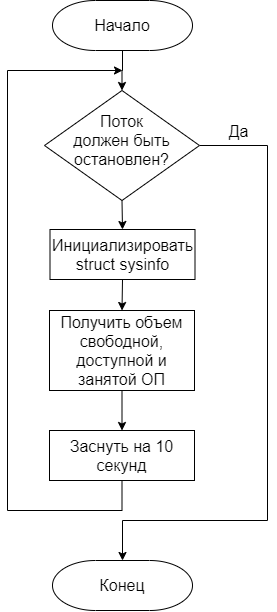 Начало
Поток
должен быть
остановлен?
Да
Инициализировать
struct sysinfo
Получить объем
свободной,
доступной и
занятой ОП
Заснуть на 10
секунд
Конец